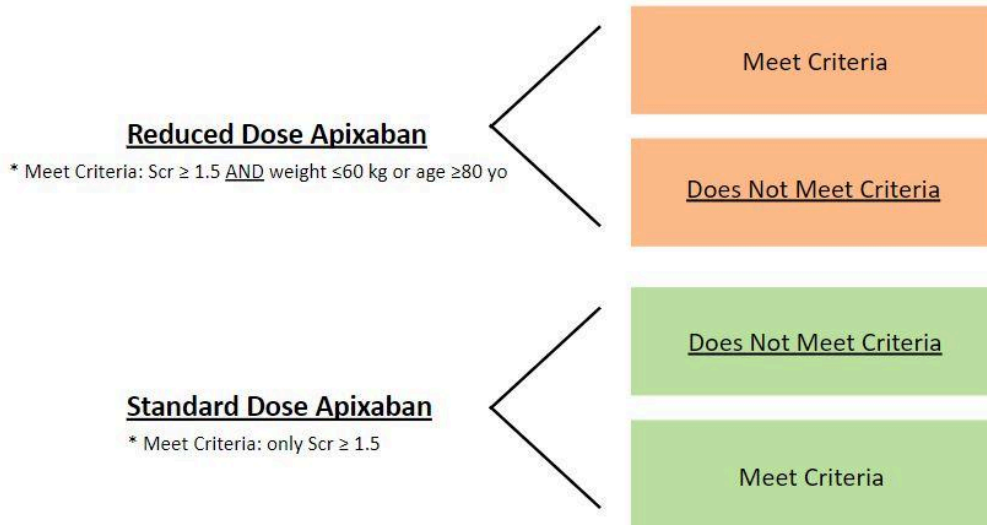 Meet Criteria
Reduced Dose Apixaban
* Meet Criteria: Scr ≥ 1.5 AND weight ≤60 kg or age ≥80 yo
Does Not Meet Criteria
Does Not Meet Criteria
Standard Dose Apixaban
* Meet Criteria: only Scr ≥ 1.5
Meet Criteria